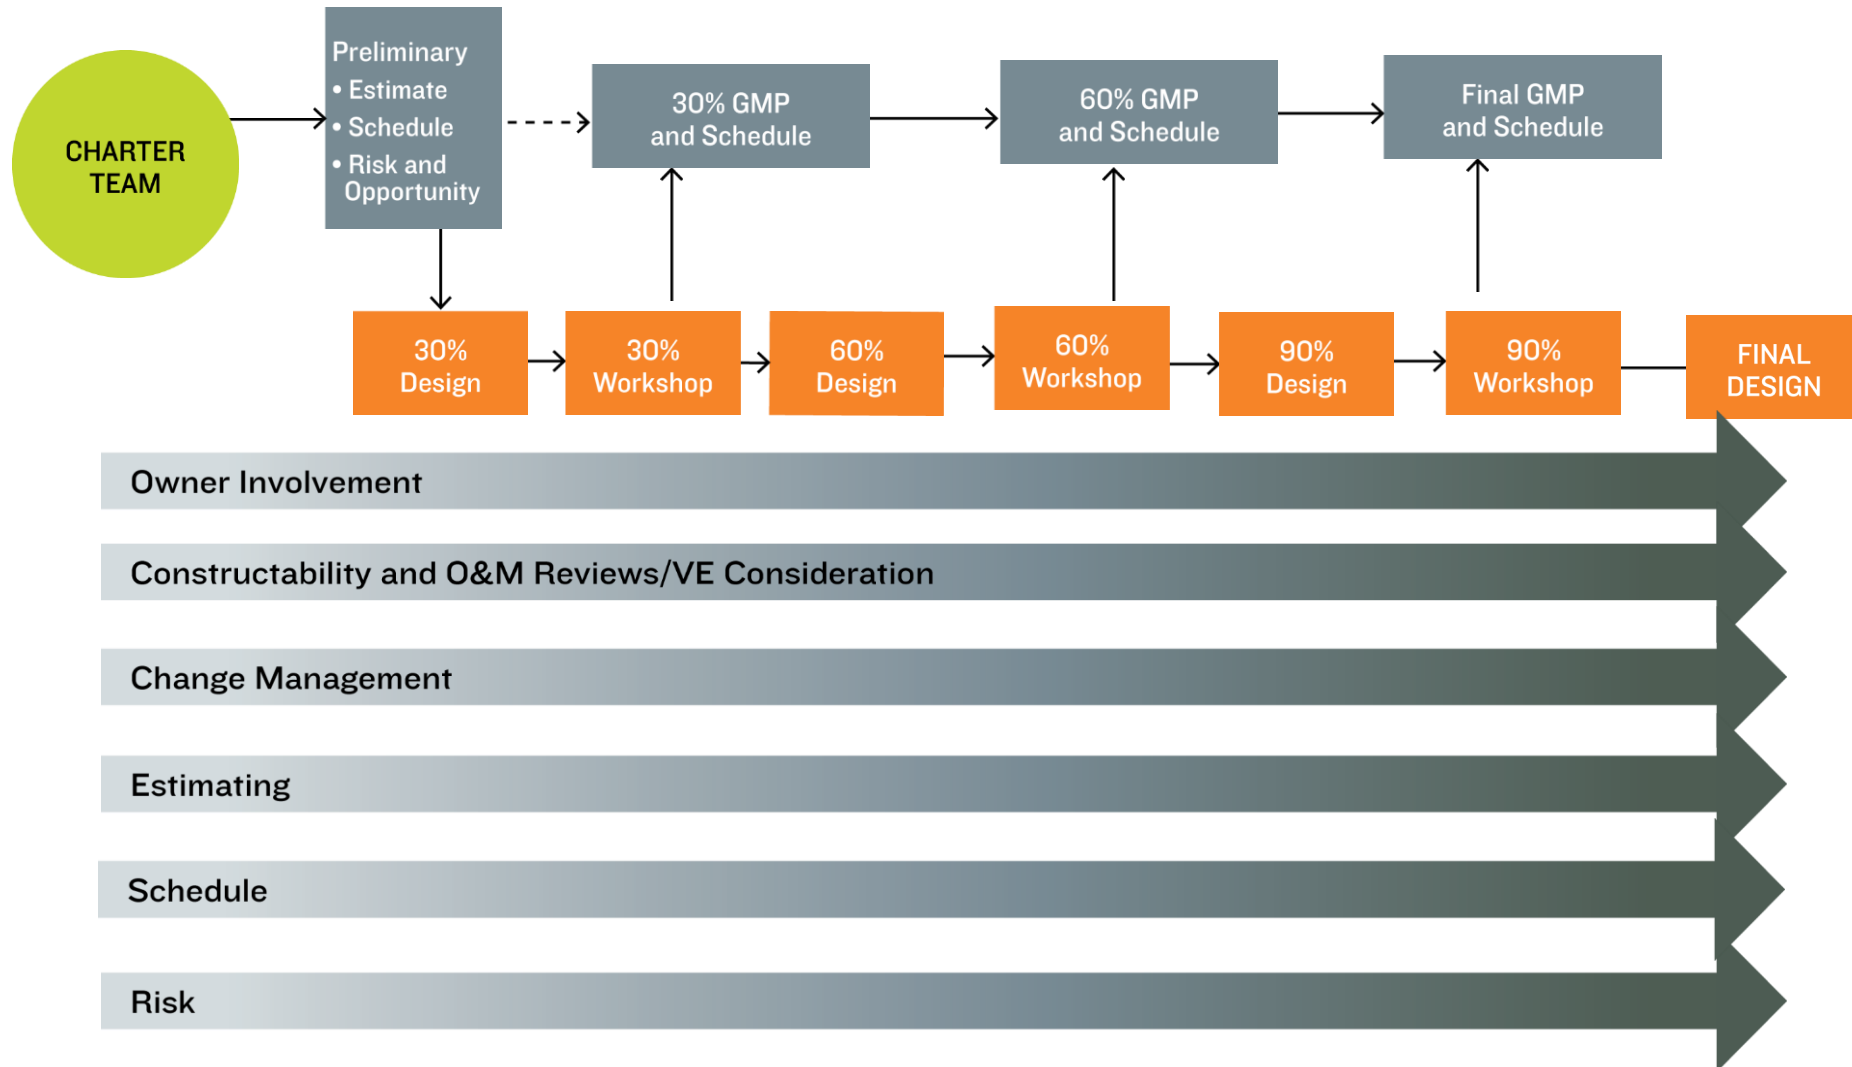 CHARTER
TEAM
Preliminary
• Estimate
• Schedule
• Risk and
Opportunity
30% GMP
and Schedule
60% GMP
and Schedule
Final GMP
and Schedule
30%
Design
30%
Workshop
60%
Design
60%
Workshop
90%
Design
90%
Workshop
FINAL
DESIGN
Owner Involvement
Constructability and O&M Reviews/VE Consideration
Change Management
Estimating
Schedule
Risk